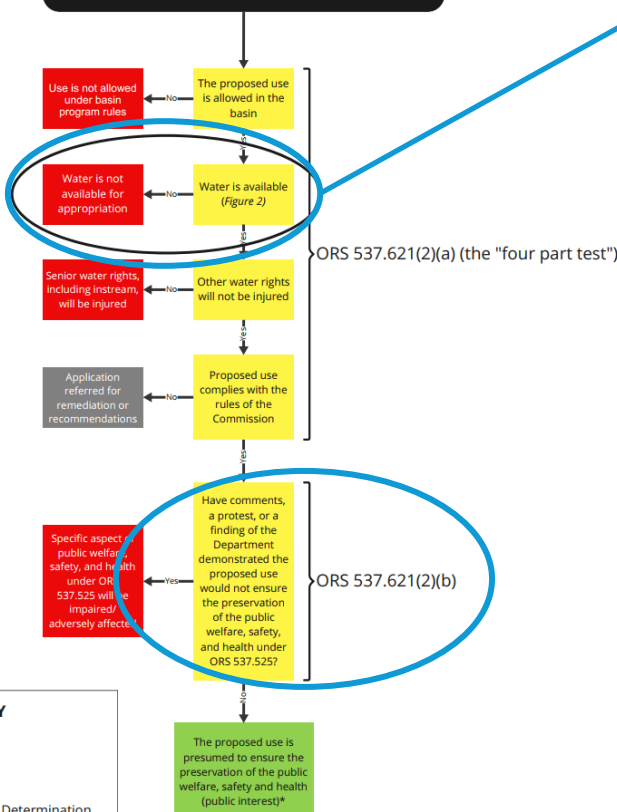 Use is not allowed
under basin
program rules
No
The proposed use
is allowed in the
basin
Yes
Water is not
available for
appropriation
No
Water is available
(Figure 2)
Yes
ORS 537.621(2)(a) (the "four part test")
Senior water rights,
including instream,
will be injured
No
Other water rights
will not be injured
Yes
Application
referred for
remediation or
recommendations
No
Proposed use
complies with the
rules of the
Commission
Yes
Specific aspect of
public welfare,
safety, and health
under ORS
537.525 will be
impaired/
adversely affected
Yes
Have comments,
a protest, or a
finding of the
Department
demonstrated the
proposed use
would not ensure
the preservation
of the public
welfare, safety,
and health under
ORS 537.525?
ORS 537.621(2)(b)
No
The proposed use is
presumed to ensure the
preservation of the public
welfare, safety and health
(public interest)*
Y
Determination